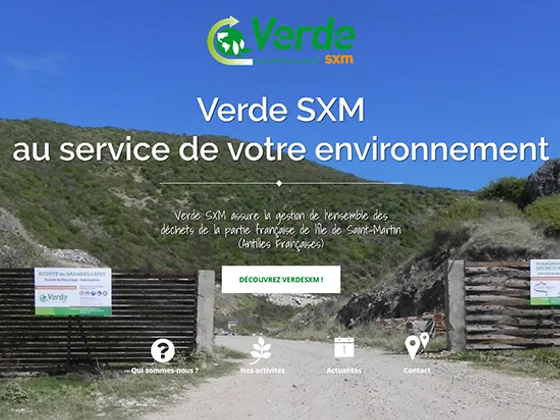 Verde
sxm
Verde SXM
au service de votre environnement
Verde SXM assure la gestion de l'ensemble des
déchets de la partie française de l'île de Saint-Martin
(Antilles Françaises)
DÉCOUVREZ VERDESXM !
ECOSITE de GRANDES CAYES
Verde
Qui sommes-nous ?
Nos activités
Actualités
Contact